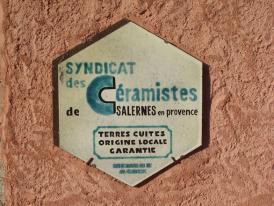 SYNDICAT
des Céramistes
de SALERNES en provence
TERRES CUITES
ORIGINE LOCALE
GARANTIE